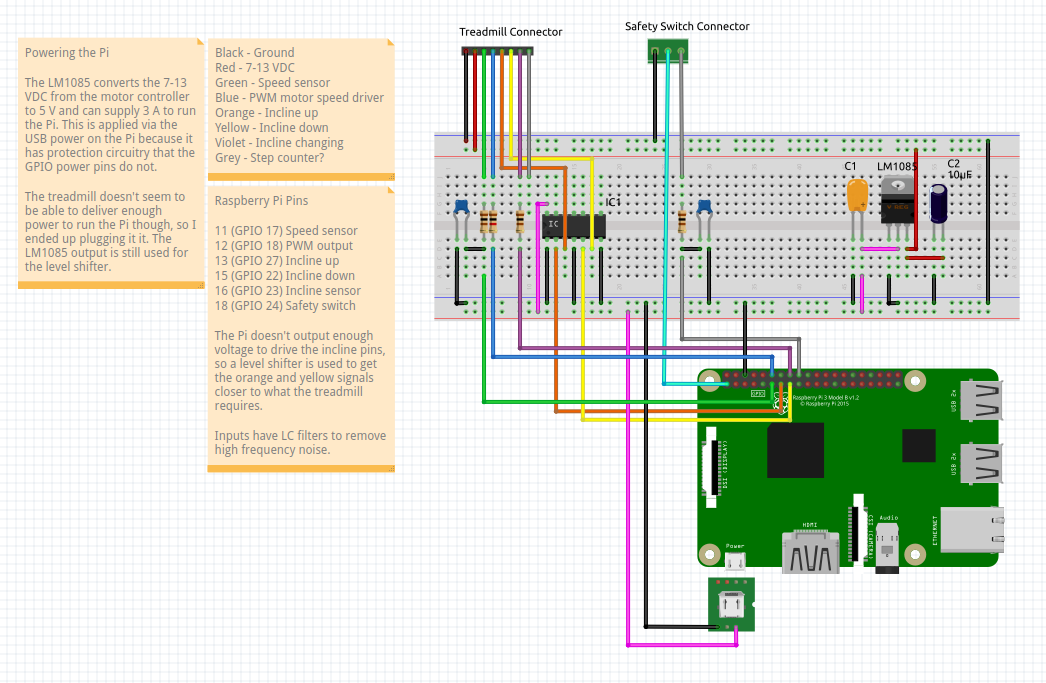 Treadmill Connector
Safety Switch Connector
Powering the Pi
The LM1085 converts the 7-13
VDC from the motor controller
to 5 V and can supply 3 A to run
the Pi. This is applied via the
USB power on the Pi because it
has protection circuitry that the
GPIO power pins do not.
The treadmill doesn't seem to
be able to deliver enough
power to run the Pi though, so I
ended up plugging it it. The
LM1085 output is still used for
the level shifter.
Black - Ground
Red - 7-13 VDC
Green - Speed sensor
Blue - PWM motor speed driver
Orange - Incline up
Yellow - Incline down
Violet - Incline changing
Grey - Step counter?
Raspberry Pi Pins
11 (GPIO 17) Speed sensor
12 (GPIO 18) PWM output
13 (GPIO 27) Incline up
15 (GPIO 22) Incline down
16 (GPIO 23) Incline sensor
18 (GPIO 24) Safety switch
The Pi doesn't output enough
voltage to drive the incline pins,
so a level shifter is used to get
the orange and yellow signals
closer to what the treadmill
requires.
Inputs have LC filters to remove
high frequency noise.
C1
LM1085
C2
10µF
IC1
IC
GPIO
Raspberry Pi 3 Model B v1.2
© Raspberry Pi 2015
USB 2x
USB 2x
DSI (DISPLAY)
ETHERNET
CSI (CAMERA)
Audio
HDMI
Power